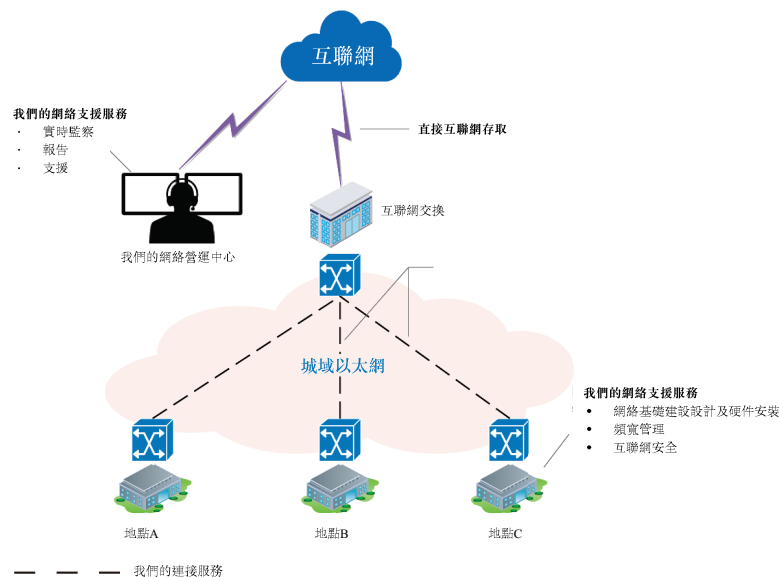 互聯網
我們的網絡支援服務
· 實時監察
· 報告
· 支援
直接互聯網存取
互聯網交換
我們的網絡營運中心
城域以太網
我們的網絡支援服務
• 網絡基礎建設設計及硬件安裝
• 頻寬管理
• 互聯網安全
地點A
地點B
地點C
我們的連接服務